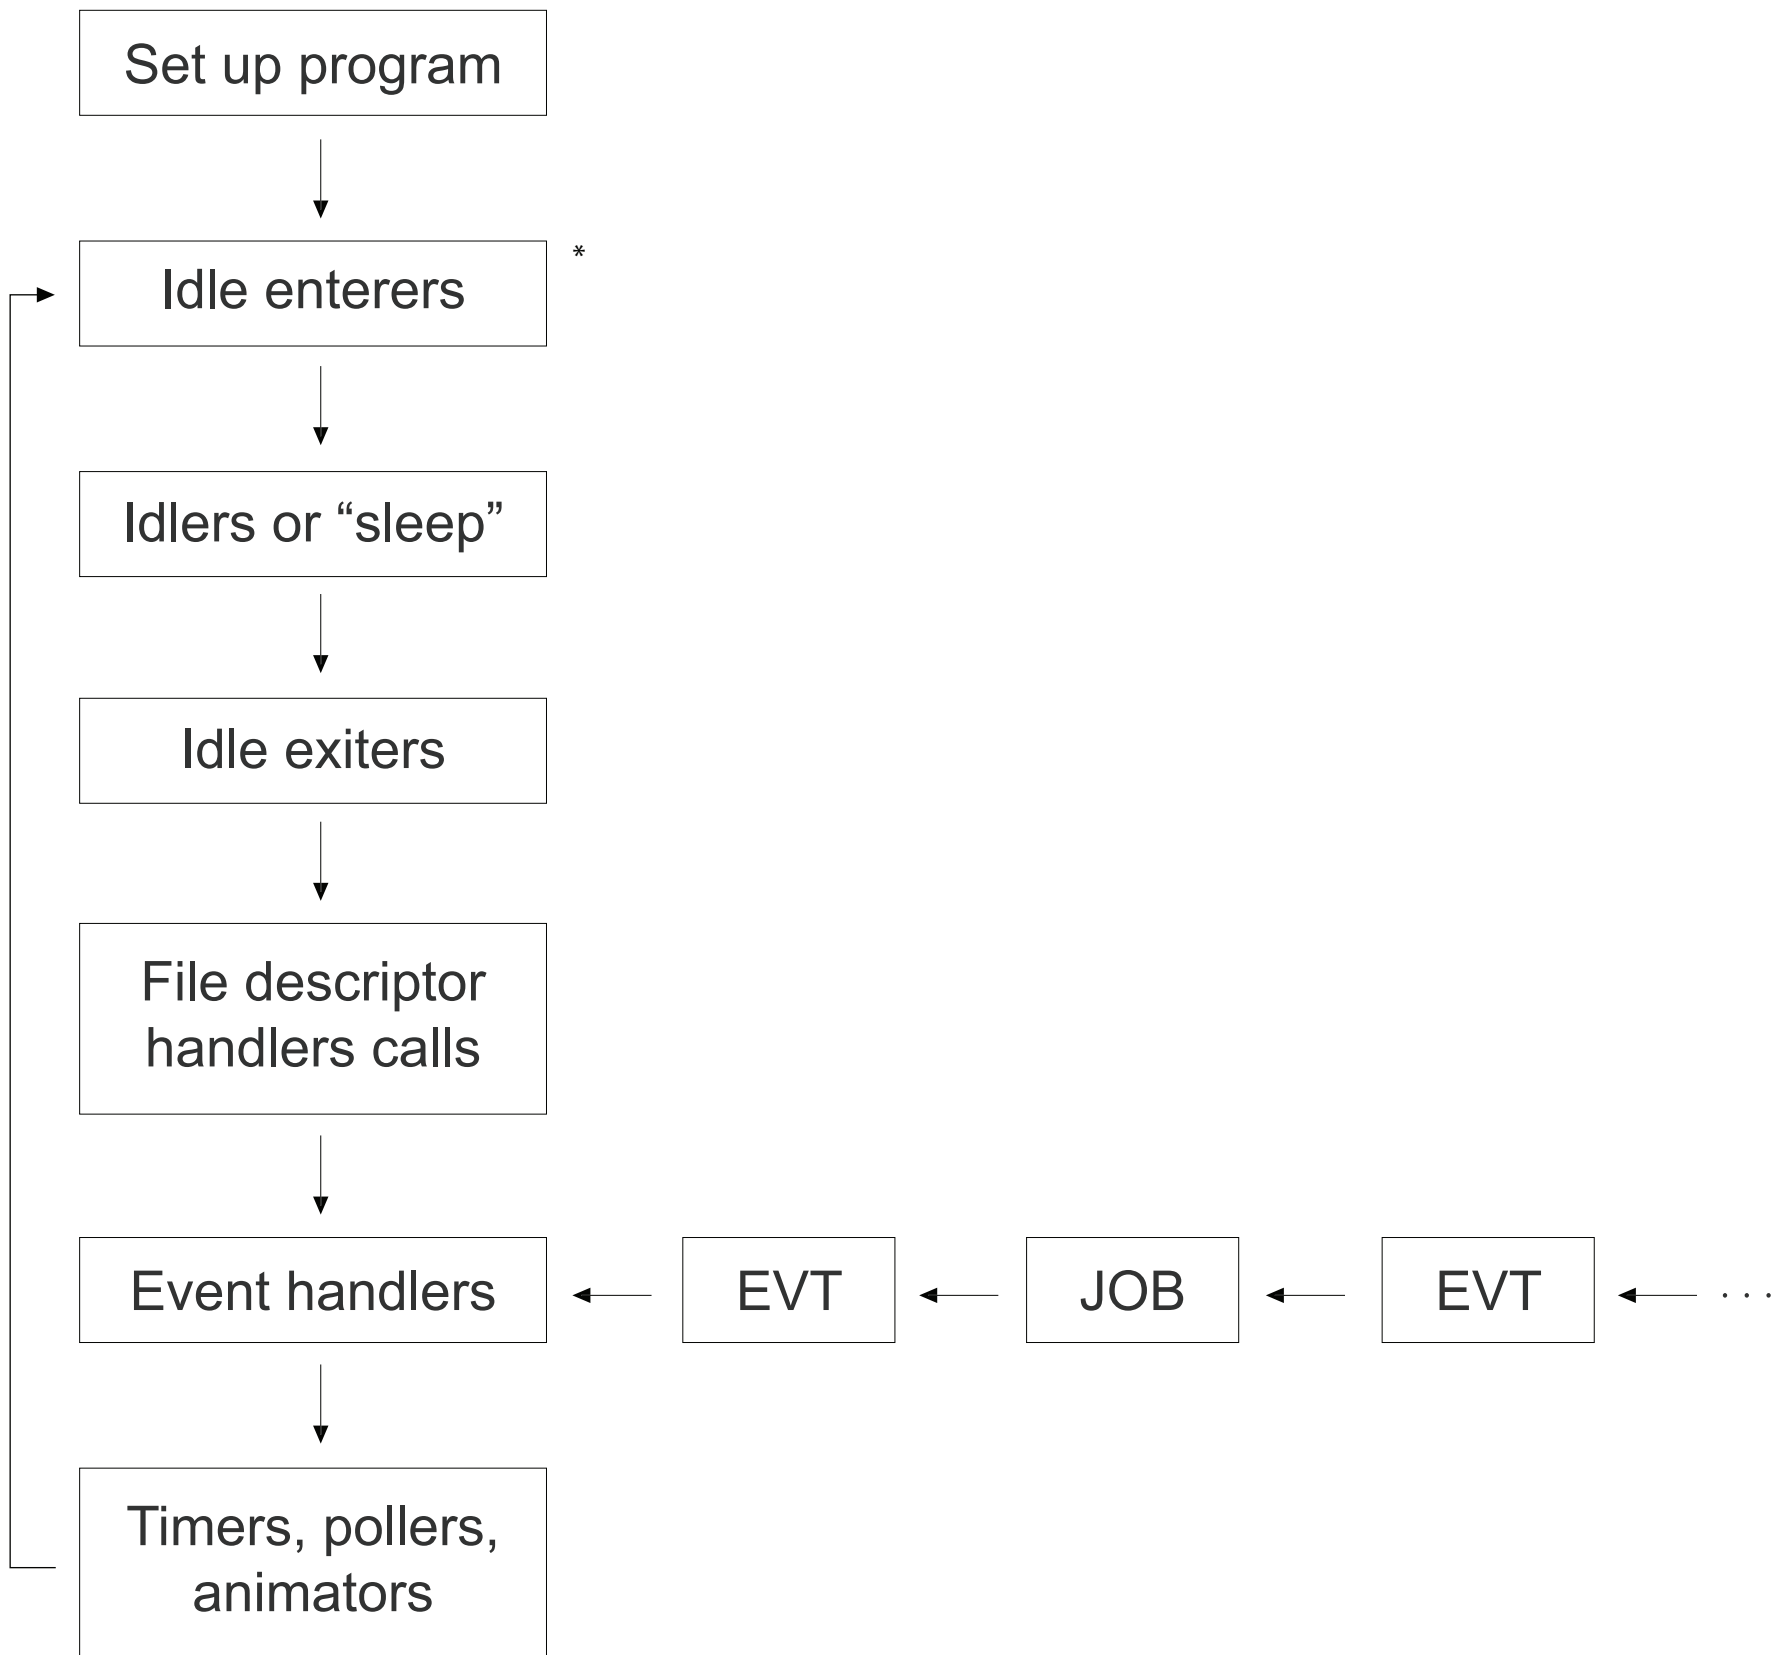 Set up program
Idle enterers
*
Idlers or “sleep”
Idle exiters
File descriptor
handlers calls
Event handlers
EVT
JOB
EVT
. . .
Timers, pollers,
animators